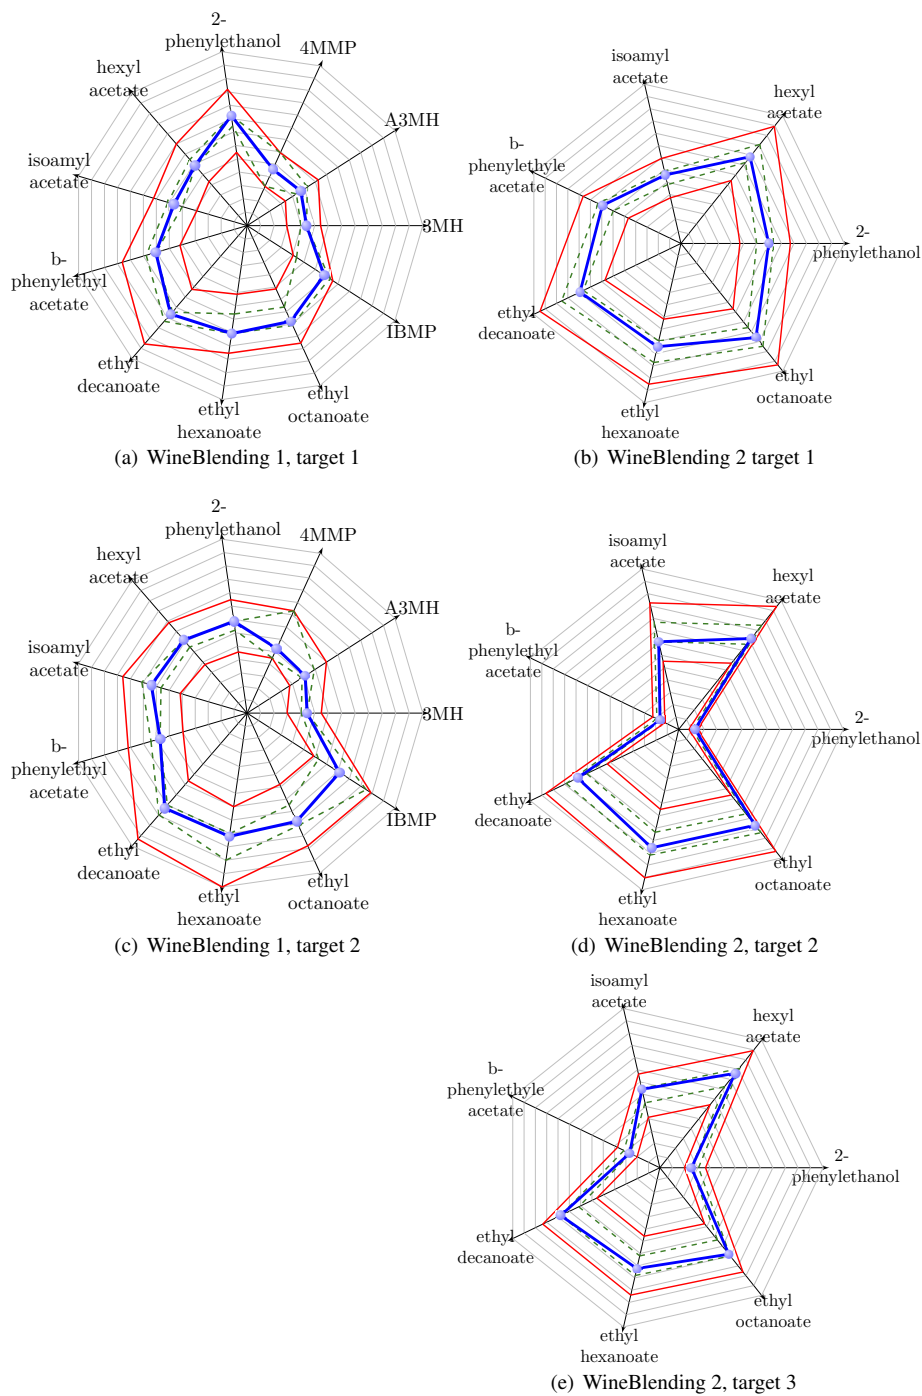 2-
phenylethanol
4MMP
hexyl
acetate
A3MH
isoamyl
acetate
3MH
b-
phenylethyl
acetate
IBMP
ethyl
decanoate
ethyl
octanoate
ethyl
hexanoate
(a) WineBlending 1, target 1
isoamyl
acetate
hexyl
acetate
b-
phenylethyle
acetate
2-
phenylethanol
ethyl
decanoate
ethyl
octanoate
ethyl
hexanoate
(b) WineBlending 2 target 1
2-
phenylethanol
4MMP
hexyl
acetate
A3MH
isoamyl
acetate
3MH
b-
phenylethyl
acetate
IBMP
ethyl
decanoate
ethyl
octanoate
ethyl
hexanoate
(c) WineBlending 1, target 2
isoamyl
acetate
hexyl
acetate
b-
phenylethyl
acetate
2-
phenylethanol
ethyl
decanoate
ethyl
octanoate
ethyl
hexanoate
(d) WineBlending 2, target 2
isoamyl
acetate
hexyl
acetate
b-
phenylethyle
acetate
2-
phenylethanol
ethyl
decanoate
ethyl
octanoate
ethyl
hexanoate
(e) WineBlending 2, target 3